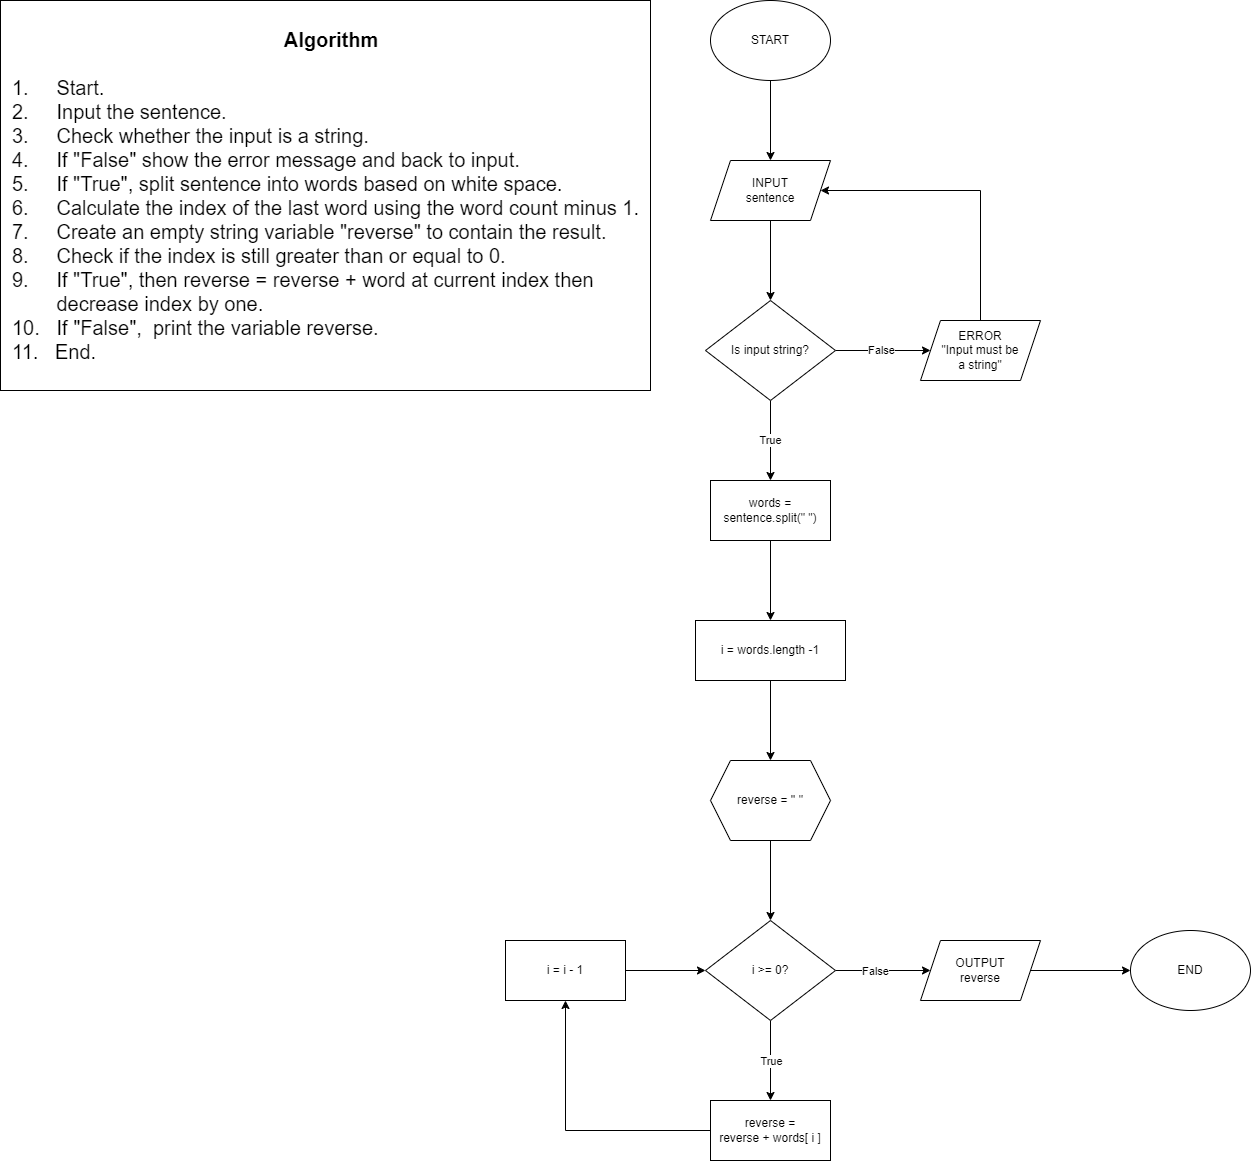 Algorithm
1. Start.
2. Input the sentence.
3. Check whether the input is a string.
4. If "False" show the error message and back to input.
5. If "True", split sentence into words based on white space.
6. Calculate the index of the last word using the word count minus 1.
7. Create an empty string variable "reverse" to contain the result.
8. Check if the index is still greater than or equal to 0.
9. If "True", then reverse = reverse + word at current index then
decrease index by one.
10. If "False",  print the variable reverse.
11. End.
START
INPUT
sentence
Is input string?
False
ERROR
"Input must be
a string"
True
words =
sentence.split(" ")
i = words.length -1
reverse = " "
i = i - 1
i >= 0?
False
OUTPUT
reverse
END
True
reverse =
reverse + words[ i ]